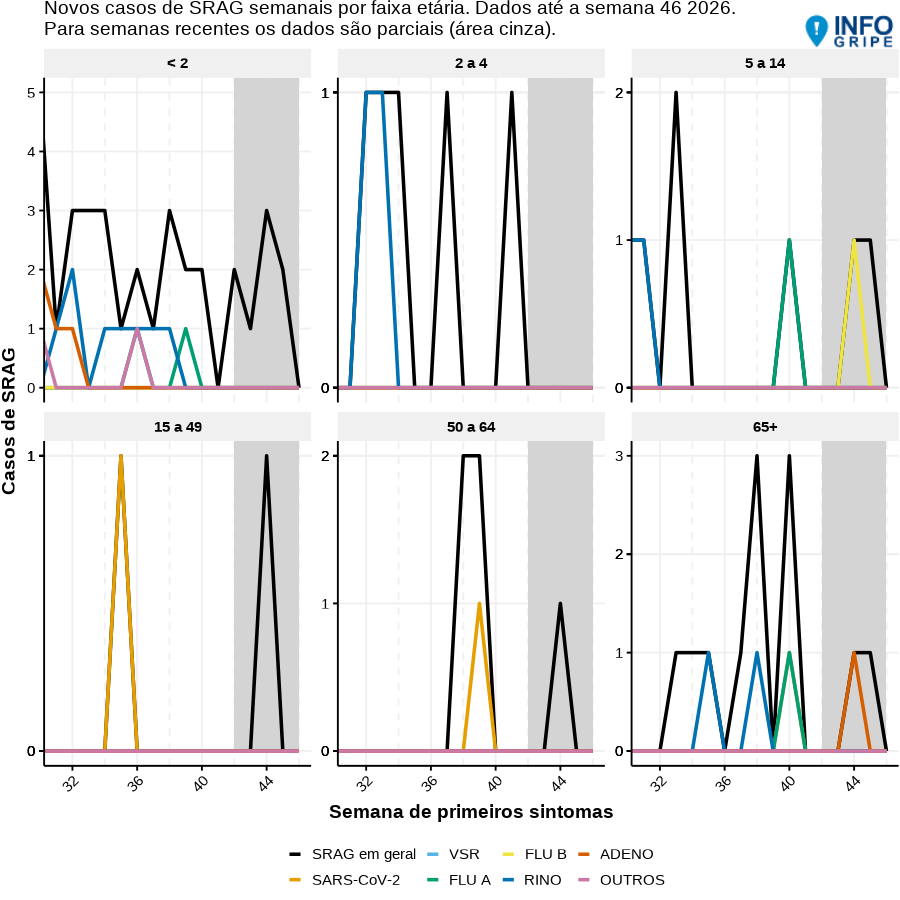 Novos casos de SRAG semanais por faixa etária. Dados até a semana 46 2026.
Para semanas recentes os dados são parciais (área cinza).
INFO
GRIPE
< 2
2 a 4
5 a 14
5
4
3
2
1
0
1
0
2
1
0
Casos de SRAG
15 a 49
50 a 64
65+
1
0
2
1
0
3
2
1
0
32
36
40
44
32
36
40
44
32
36
40
44
Semana de primeiros sintomas
SRAG em geral
VSR
FLU B
ADENO
SARS-CoV-2
FLU A
RINO
OUTROS